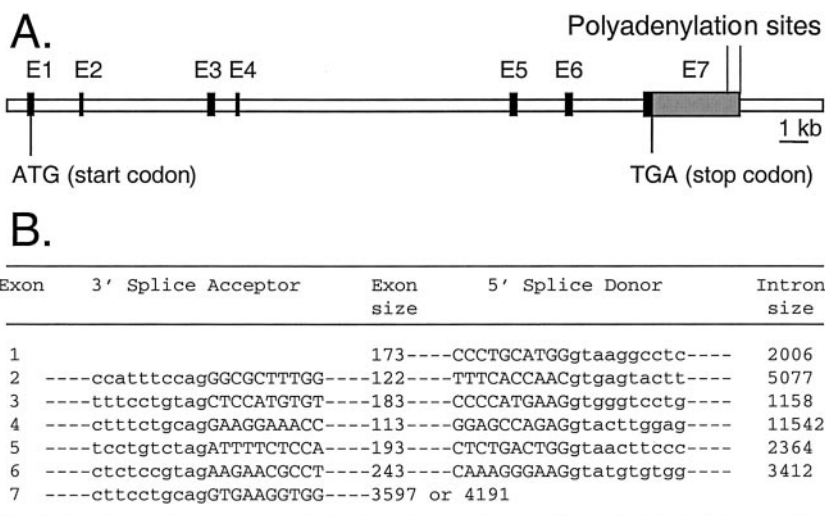 A.
Polyadenylation sites
E1 E2 E3 E4 E5 E6 E7
1 kb
ATG (start codon) TGA (stop codon)
B.
Exon 3' Splice Acceptor Exon 5' Splice Donor Intron
size size
1 173----CCCTGCATGGgtaaggcctc---- 2006
2 ----ccatttccagGGCGCTTTGG----122----TTTCACCAACgtgagtactt---- 5077
3 ----tttcctgtagCTCCATGTGT----183----CCCCATGAAGgtgggtcctg---- 1158
4 ----ctttctgcagGAAGGAAACC----113----GGAGCCAGAGgtacttggag---- 11542
5 ----tcctgtctagATTTTCTCCA----193----CTCTGACTGGgtaacttccc---- 2364
6 ----ctctccgtagAAGAACGCCT----243----CAAAGGGAAGgtatgtgtgg---- 3412
7 ----cttcctgcagGTGAAGGTGG----3597 or 4191